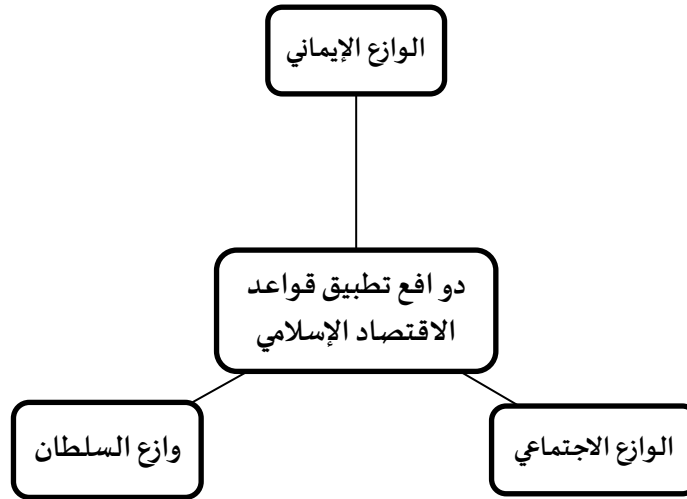 الوازع الإيماني
دو افع تطبيق قواعد
الاقتصاد الإسلامي
الوازع الاجتماعي
وازع السلطان